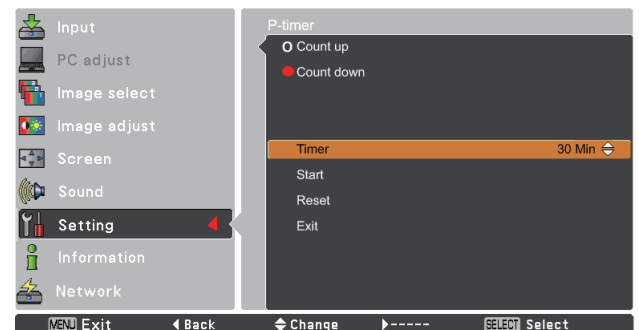 Input
PC adjust
Image select
Image adjust
Screen
Sound
Setting
Information
Network
P-timer
Count up
Count down
Timer 30 Min
Start
Reset
Exit
MENU Exit Back Change ----- SELECT Select